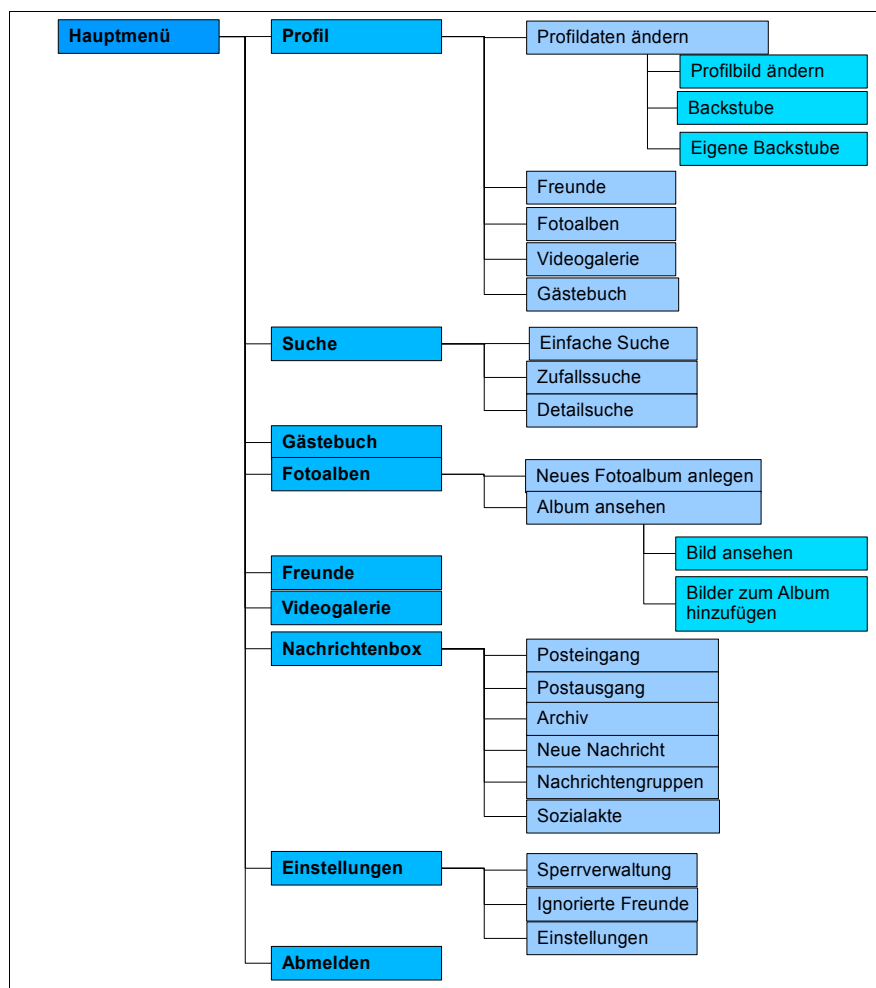 Hauptmenü
Profil
Profildaten ändern
Profilbild ändern
Backstube
Eigene Backstube
Freunde
Fotoalben
Videogalerie
Gästebuch
Suche
Einfache Suche
Zufallssuche
Detailsuche
Gästebuch
Fotoalben
Neues Fotoalbum anlegen
Album ansehen
Bild ansehen
Bilder zum Album
hinzufügen
Freunde
Videogalerie
Nachrichtenbox
Posteingang
Postausgang
Archiv
Neue Nachricht
Nachrichtengruppen
Sozialakte
Einstellungen
Sperrverwaltung
Ignorierte Freunde
Einstellungen
Abmelden